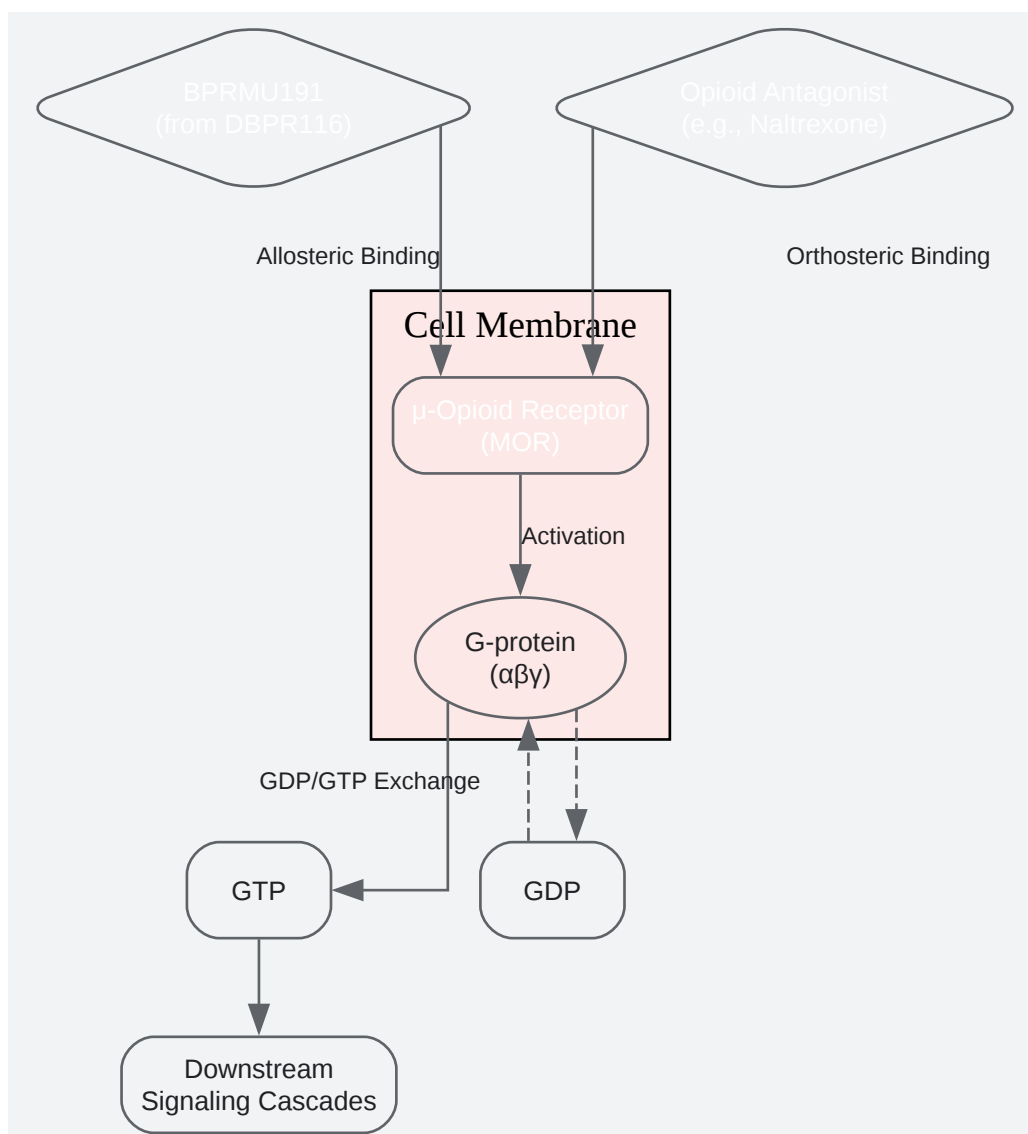 BPRMU191
(from DBPR116)
Opioid Antagonist
(e.g., Naltrexone)
Allosteric Binding
Orthosteric Binding
Cell Membrane
μ-Opioid Receptor
(MOR)
Activation
G-protein
(αβγ)
GDP/GTP Exchange
GTP
GDP
Downstream
Signaling Cascades